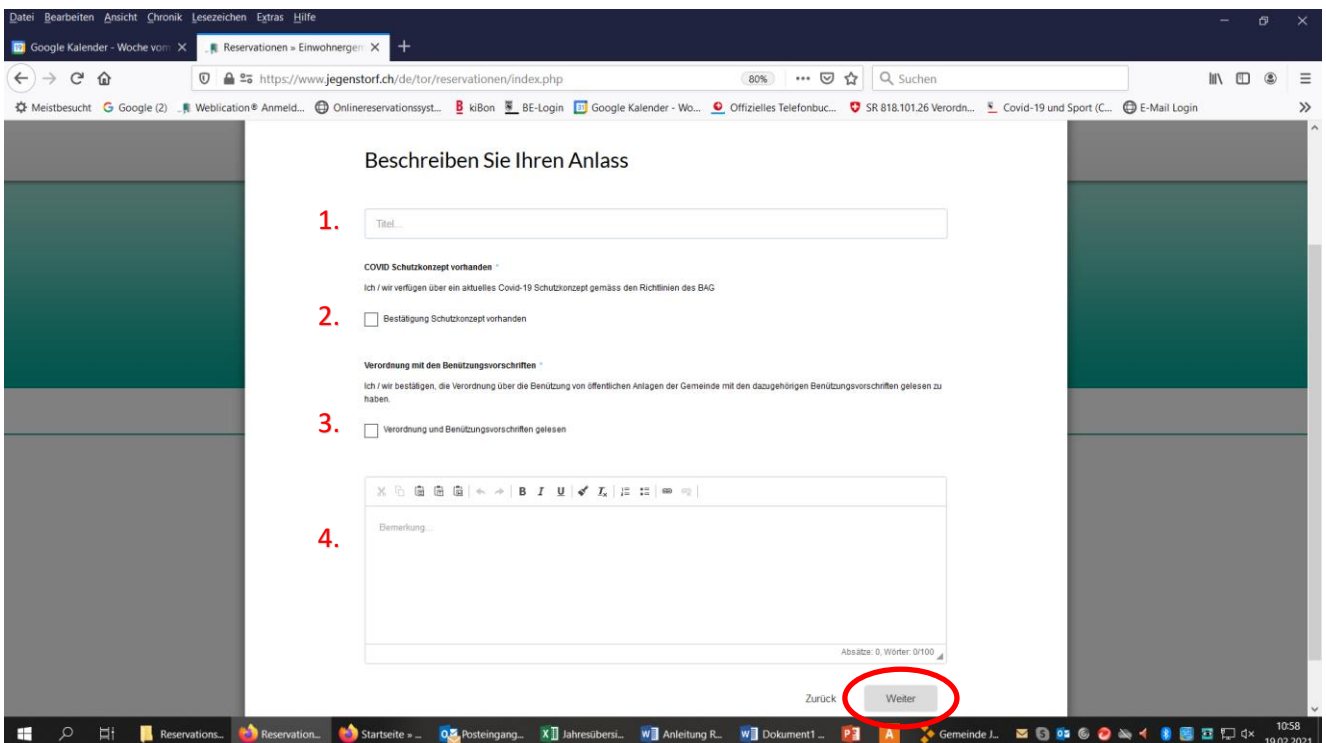 Datei Bearbeiten Ansicht Chronik Lesezeichen Extras Hilfe
Google Kalender - Woche vom
Reservationen » Einwohnergem
https://www.jegenstorf.ch/de/tor/reservationen/index.php
80%
Suchen
Meistbesucht Google (2) Weblication® Anmeld... Onlinereservationssyst... kiBon BE-Login Google Kalender - Wo... Offizielles Telefonbuc... SR 818.101.26 Verordn... Covid-19 und Sport (C... E-Mail Login
Beschreiben Sie Ihren Anlass
1. Titel...
COVID Schutzkonzept vorhanden *
Ich / wir verfügen über ein aktuelles Covid-19 Schutzkonzept gemäss den Richtlinien des BAG
2. Bestätigung Schutzkonzept vorhanden
Verordnung mit den Benützungsvorschriften *
Ich / wir bestätigen, die Verordnung über die Benützung von öffentlichen Anlagen der Gemeinde mit den dazugehörigen Benützungsvorschriften gelesen zu
haben.
3. Verordnung und Benützungsvorschriften gelesen
B I U Tx
4. Bemerkung...
Absätze: 0, Wörter: 0/100
Zurück Weiter
Reservations... Reservation... Startseite » ... Posteingang... Jahresübersi... Anleitung R... Dokument1 ... Gemeinde J...
10:58
19.02.2021